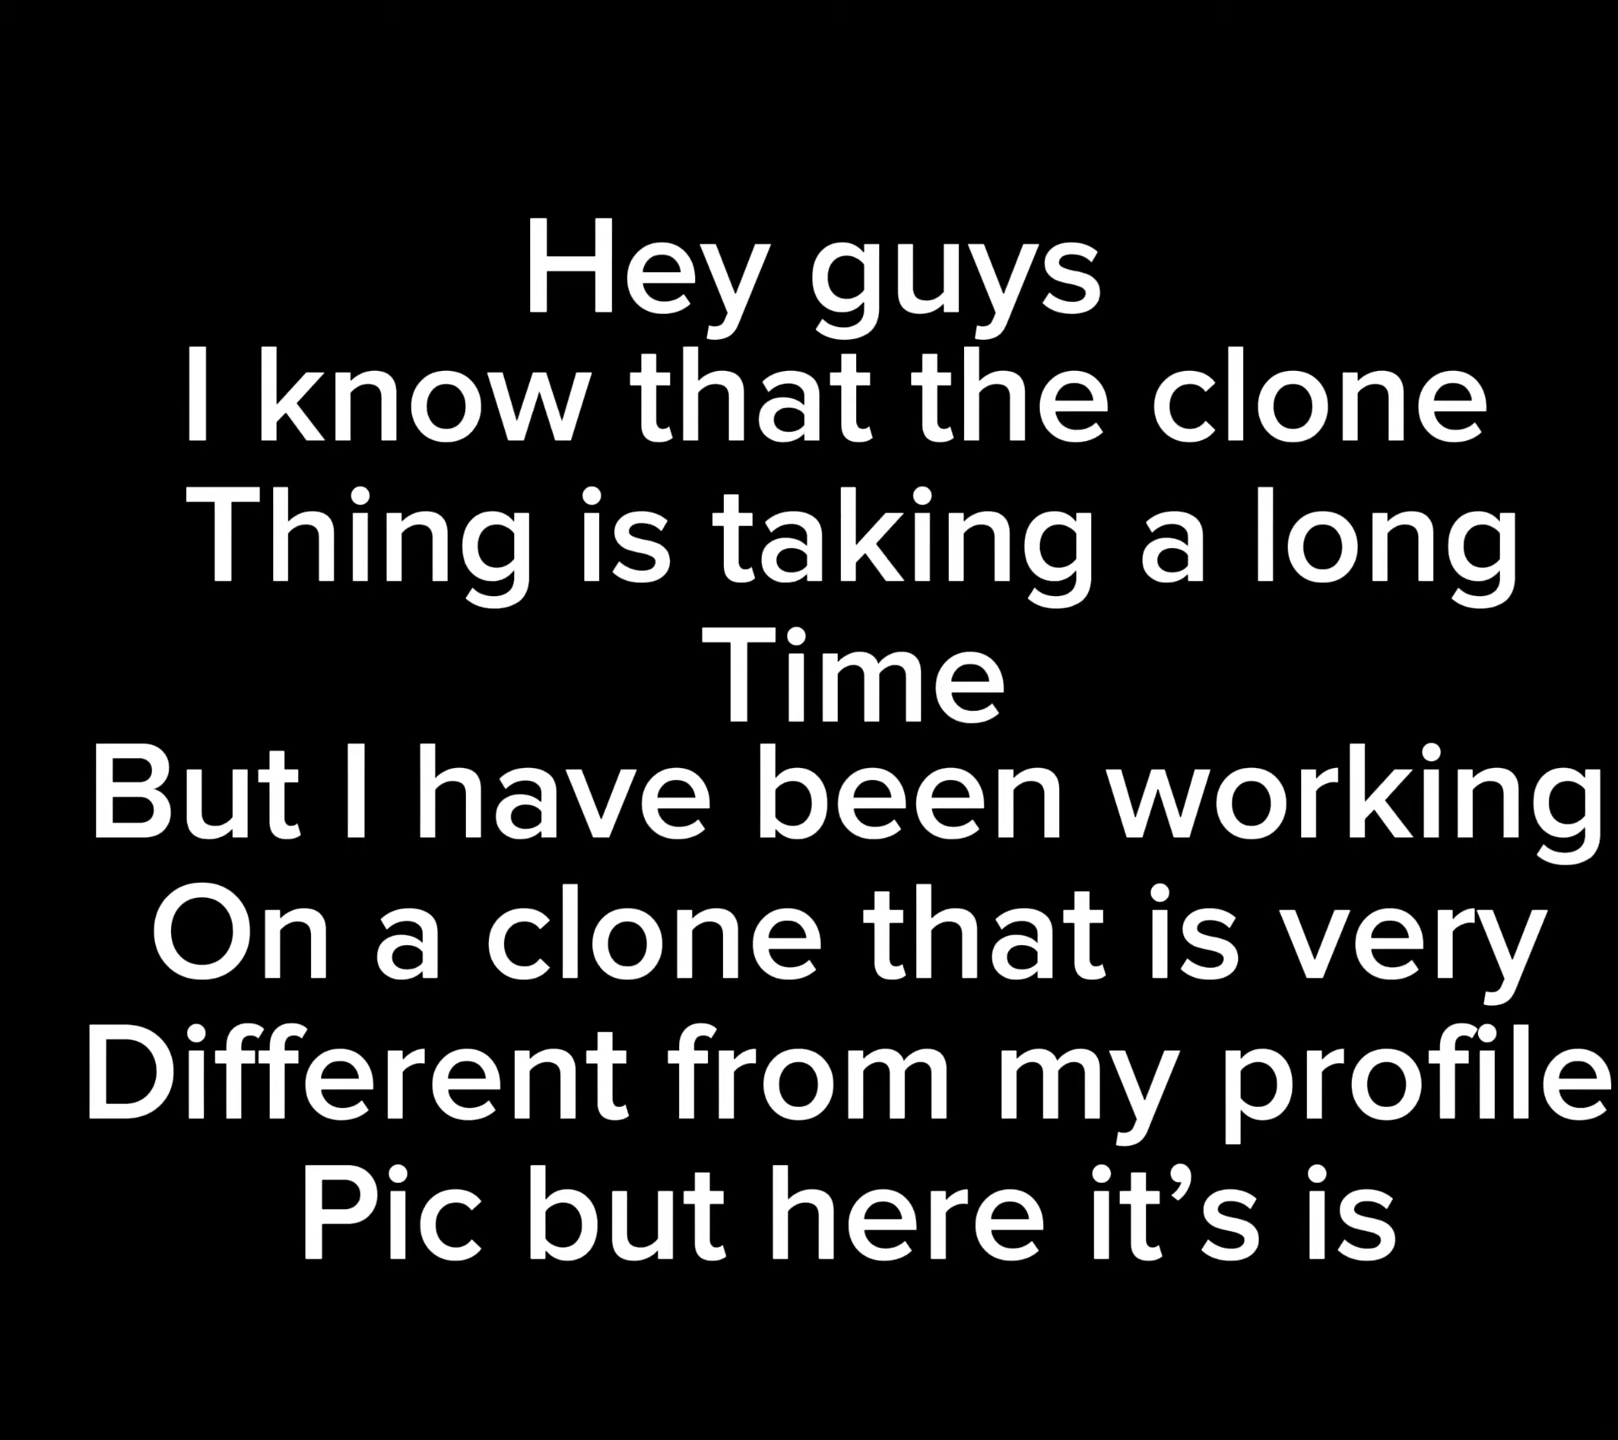 Hey guys
I know that the clone
Thing is taking a long
Time
But I have been working
On a clone that is very
Different from my profile
Pic but here it’s is